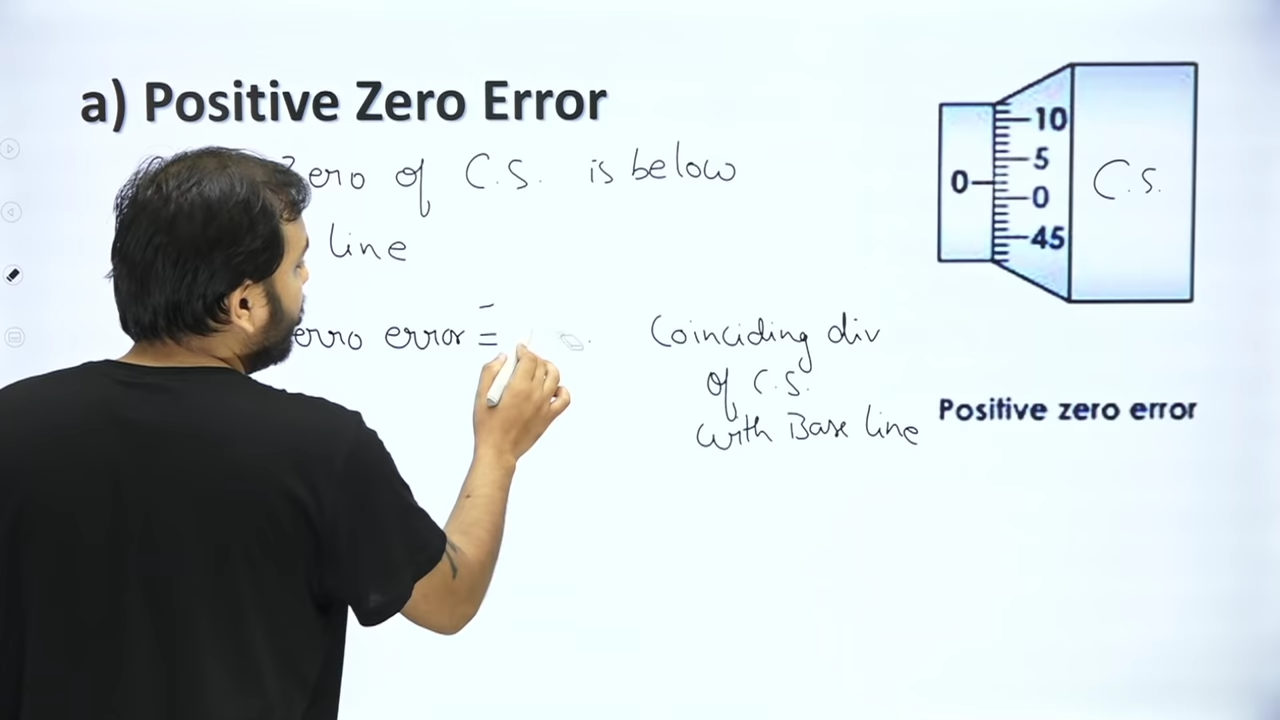 a) Positive Zero Error
ero of C.S. is below
line
erro error =
Coinciding div
of C.S.
with Base line
10
5
0
0
45
C.S.
Positive zero error